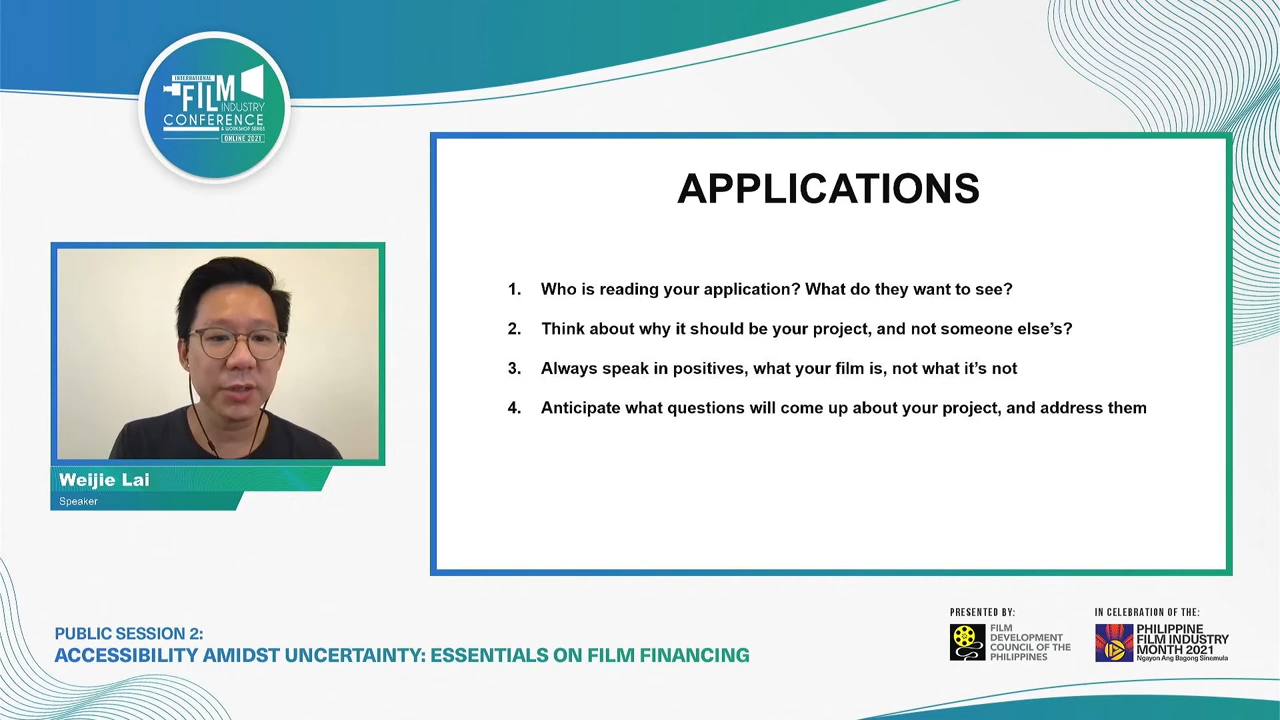 INTERNATIONAL
FILM
INDUSTRY
CONFERENCE
& WORKSHOP SERIES
ONLINE 2021
APPLICATIONS
1. Who is reading your application? What do they want to see?
2. Think about why it should be your project, and not someone else's?
3. Always speak in positives, what your film is, not what it's not
4. Anticipate what questions will come up about your project, and address them
Weijie Lai
Speaker
PUBLIC SESSION 2:
ACCESSIBILITY AMIDST UNCERTAINTY: ESSENTIALS ON FILM FINANCING
PRESENTED BY:
FILM
DEVELOPMENT
COUNCIL OF THE
PHILIPPINES
IN CELEBRATION OF THE:
PHILIPPINE
FILM INDUSTRY
MONTH 2021
Ngayon Ang Bagong Sinemula